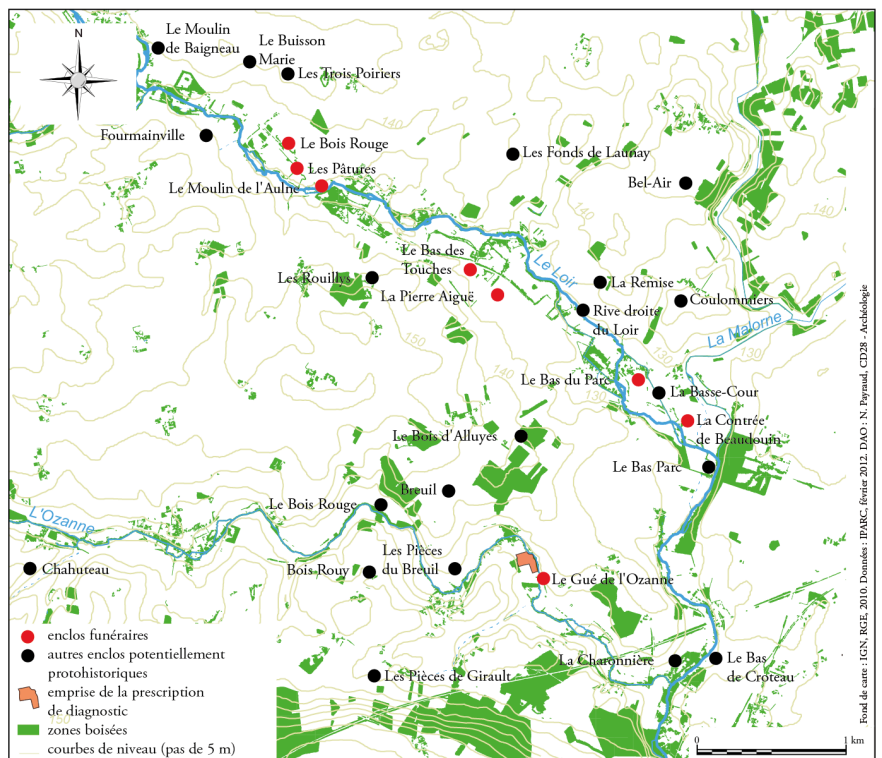 N
Le Moulin
de Baigneau
Le Buisson
Marie
Les Trois-Poiriers
Fourmainville
140
Le Bois Rouge
Les Pâtures
Le Moulin de l'Aulne
Les Fonds de Launay
Bel-Air
140
140
Le Bas des
Touches
Le Loir
Les Rouillys
La Pierre Aiguë
La Remise
Coulommiers
Rive droite
du Loir
La Malorne
150
130
130
140
Le Bas du Parc
130
La Basse-Cour
La Contrée
de Beaudouin
Le Bois d'Alluyes
Le Bas Parc
Breuil
Le Bois Rouge
L'Ozanne
Chahuteau
Les Pièces
du Breuil
Bois Rouy
Le Gué de l'Ozanne
La Charonnière
Le Bas
de Croteau
Les Pièces de Girault
enclos funéraires
autres enclos potentiellement
protohistoriques
emprise de la prescription
de diagnostic
150
zones boisées
courbes de niveau (pas de 5 m)
0
1 km
Fond de carte : IGN, RGE, 2010. Données : IPARC, février 2012. DAO : N. Payraud, CD28 - Archéologie